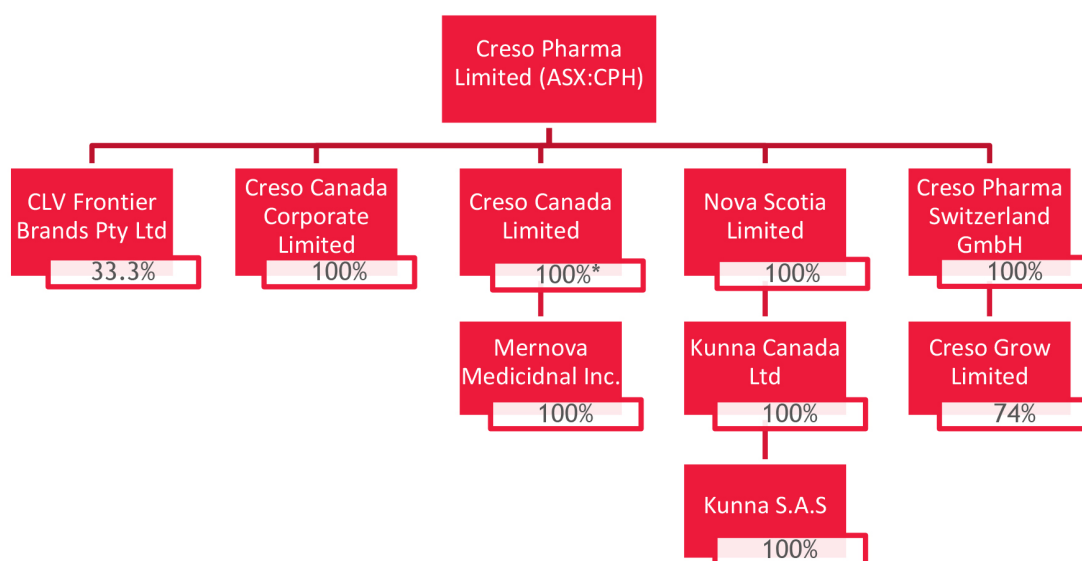 Creso Pharma
Limited (ASX:CPH)
CLV Frontier
Brands Pty Ltd
33.3%
Creso Canada
Corporate
Limited
100%
Creso Canada
Limited
100%*
Nova Scotia
Limited
100%
Creso Pharma
Switzerland
GmbH
100%
Mernova
Medicidnal Inc.
100%
Kunna Canada
Ltd
100%
Creso Grow
Limited
74%
Kunna S.A.S
100%